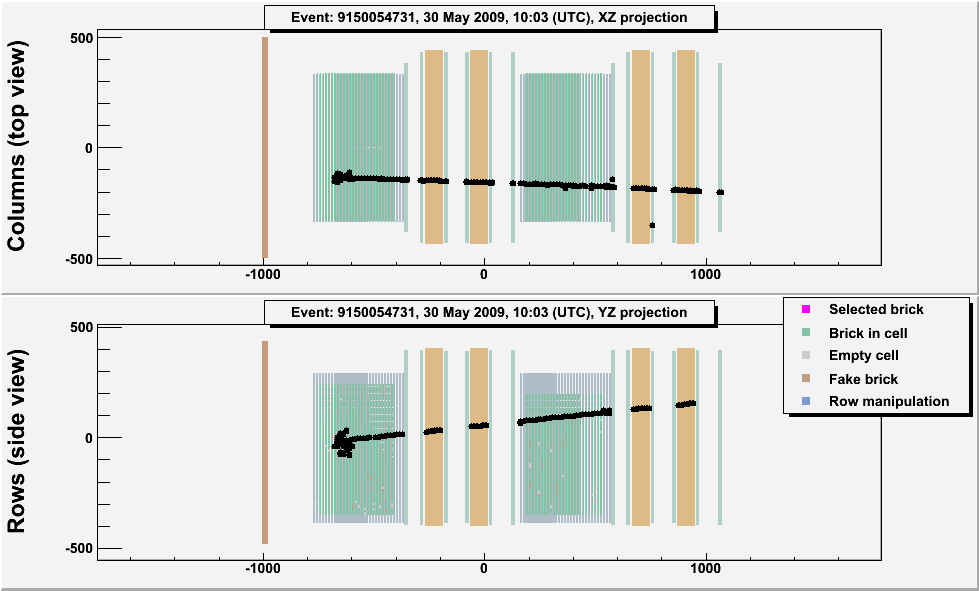 Event: 9150054731, 30 May 2009, 10:03 (UTC), XZ projection
Columns (top view)
500
0
-500
-1000
0
1000
Event: 9150054731, 30 May 2009, 10:03 (UTC), YZ projection
Rows (side view)
500
0
-500
-1000
0
1000
Selected brick
Brick in cell
Empty cell
Fake brick
Row manipulation